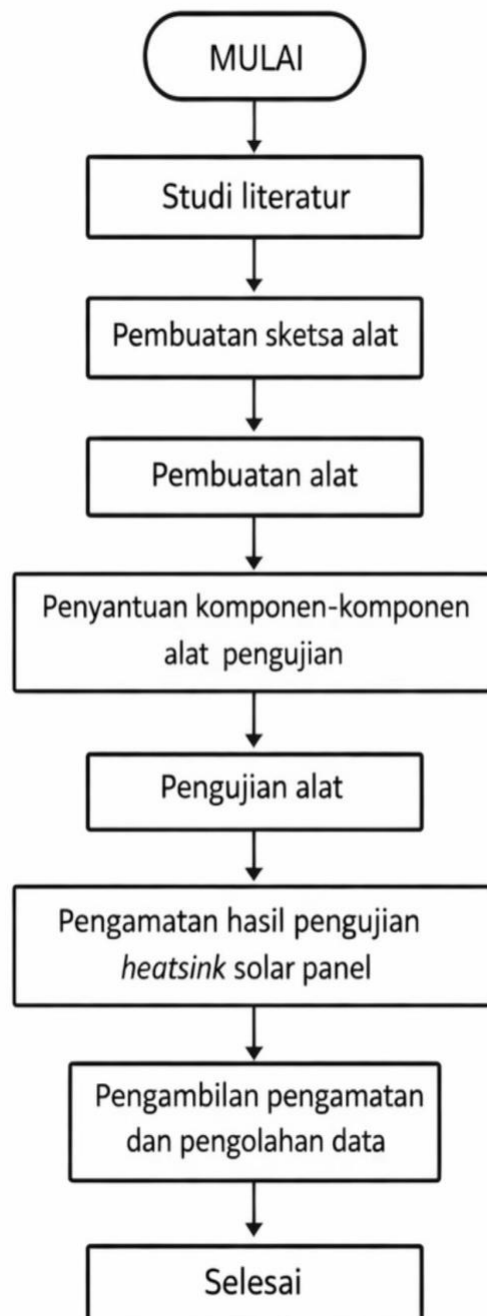 MULAI
Studi literatur
Pembuatan sketsa alat
Pembuatan alat
Penyantuan komponen-komponen
alat pengujian
Pengujian alat
Pengamatan hasil pengujian
heatsink solar panel
Pengambilan pengamatan
dan pengolahan data
Selesai